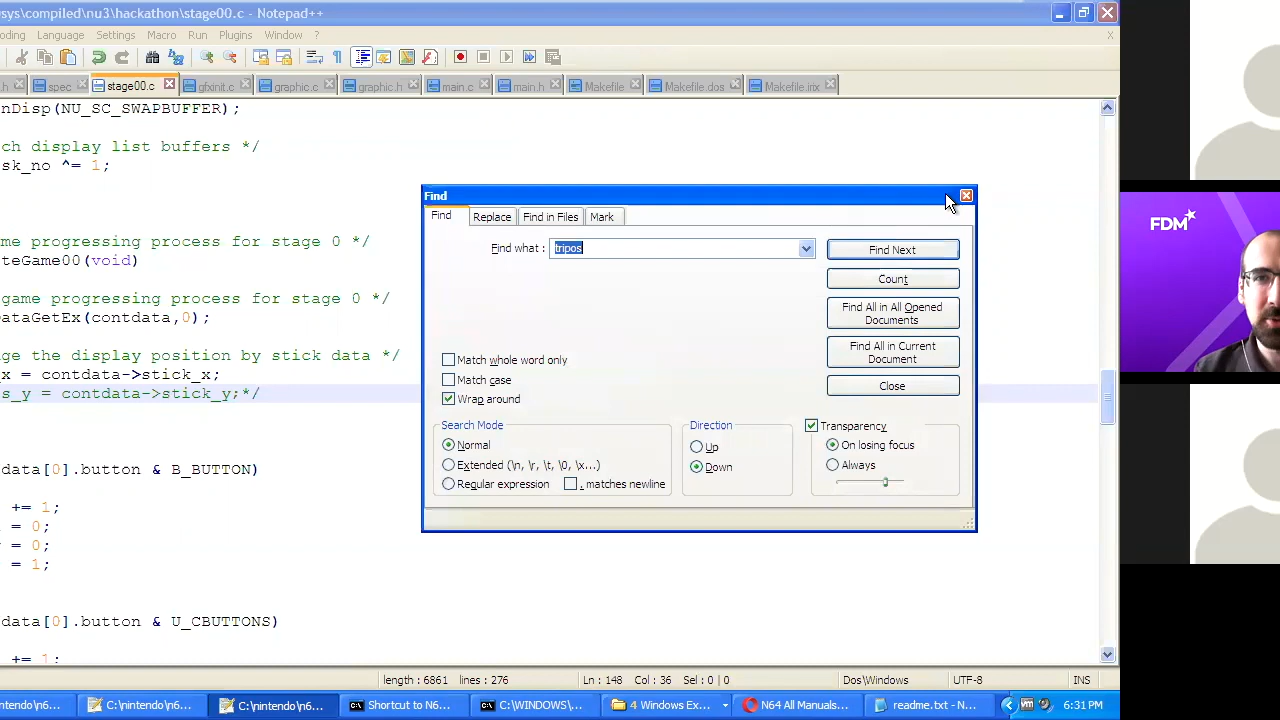 sys\compiled\nu3\hackathon\stage00.c - Notepad++
oding Language Settings Macro Run Plugins Window ? X
.h spec stage00.c gfxinit.c graphic.c graphic.h main.c main.h Makefile Makefile.dos Makefile.irix
nDisp(NU_SC_SWAPBUFFER);
ch display list buffers */
sk_no ^= 1;
me progressing process for stage 0 */
teGame00(void)
game progressing process for stage 0 */
ataGetEx(contdata,0);
ge the display position by stick data */
_x = contdata->stick_x;
s_y = contdata->stick_y;*/
data[0].button & B_BUTTON)
+= 1;
= 0;
= 0;
= 1;
data[0].button & U_CBUTTONS)
+= 1;
Find
Find Replace Find in Files Mark
Find what : tripos
Find Next
Count
Find All in All Opened
Documents
Find All in Current
Document
Close
Match whole word only
Match case
Wrap around
Search Mode
Normal
Extended (\n, \r, \t, \0, \x...)
Regular expression . matches newline
Direction
Up
Down
Transparency
On losing focus
Always
FDM
length : 6861 lines : 276 Ln : 148 Col : 36 Sel : 0 | 0 Dos\Windows UTF-8 INS
intendo\n6... C:\nintendo\n6... C:\nintendo\n6... Shortcut to N6... C:\WINDOWS\... 4 Windows Ex... N64 All Manuals... readme.txt - No... 6:31 PM